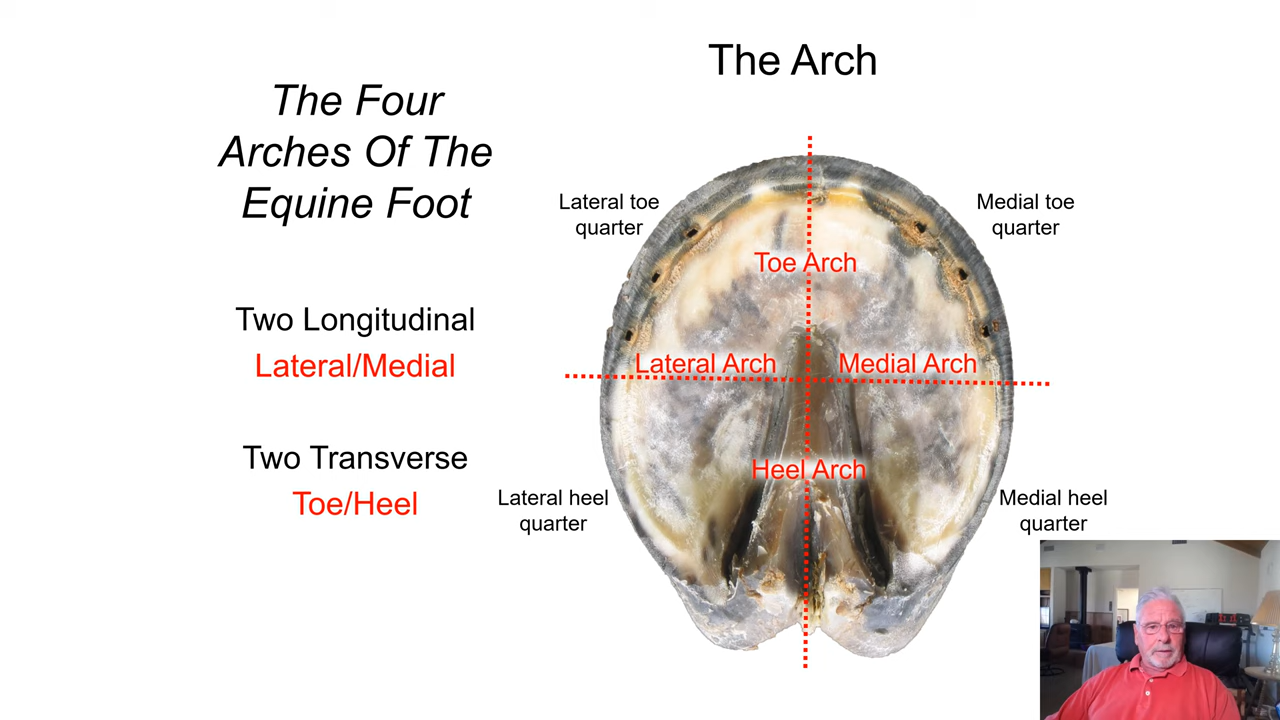 The Arch
The Four
Arches Of The
Equine Foot
Lateral toe
quarter
Medial toe
quarter
Toe Arch
Two Longitudinal
Lateral/Medial
Lateral Arch
Medial Arch
Two Transverse
Toe/Heel
Heel Arch
Lateral heel
quarter
Medial heel
quarter